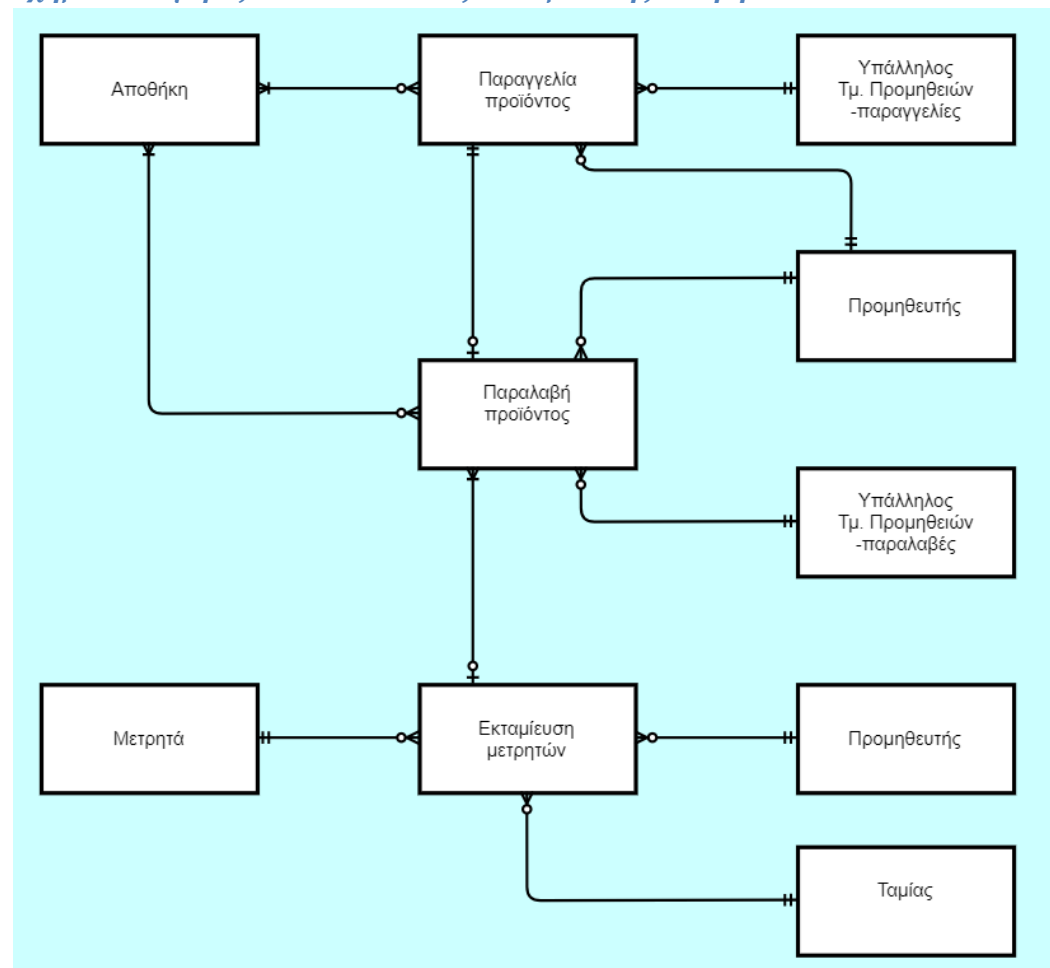 Αποθήκη
Παραγγελία
προϊόντος
Υπάλληλος
Τμ. Προμηθειών
-παραγγελίες
Προμηθευτής
Παραλαβή
προϊόντος
Υπάλληλος
Τμ. Προμηθειών
-παραλαβές
Μετρητά
Εκταμίευση
μετρητών
Προμηθευτής
Ταμίας